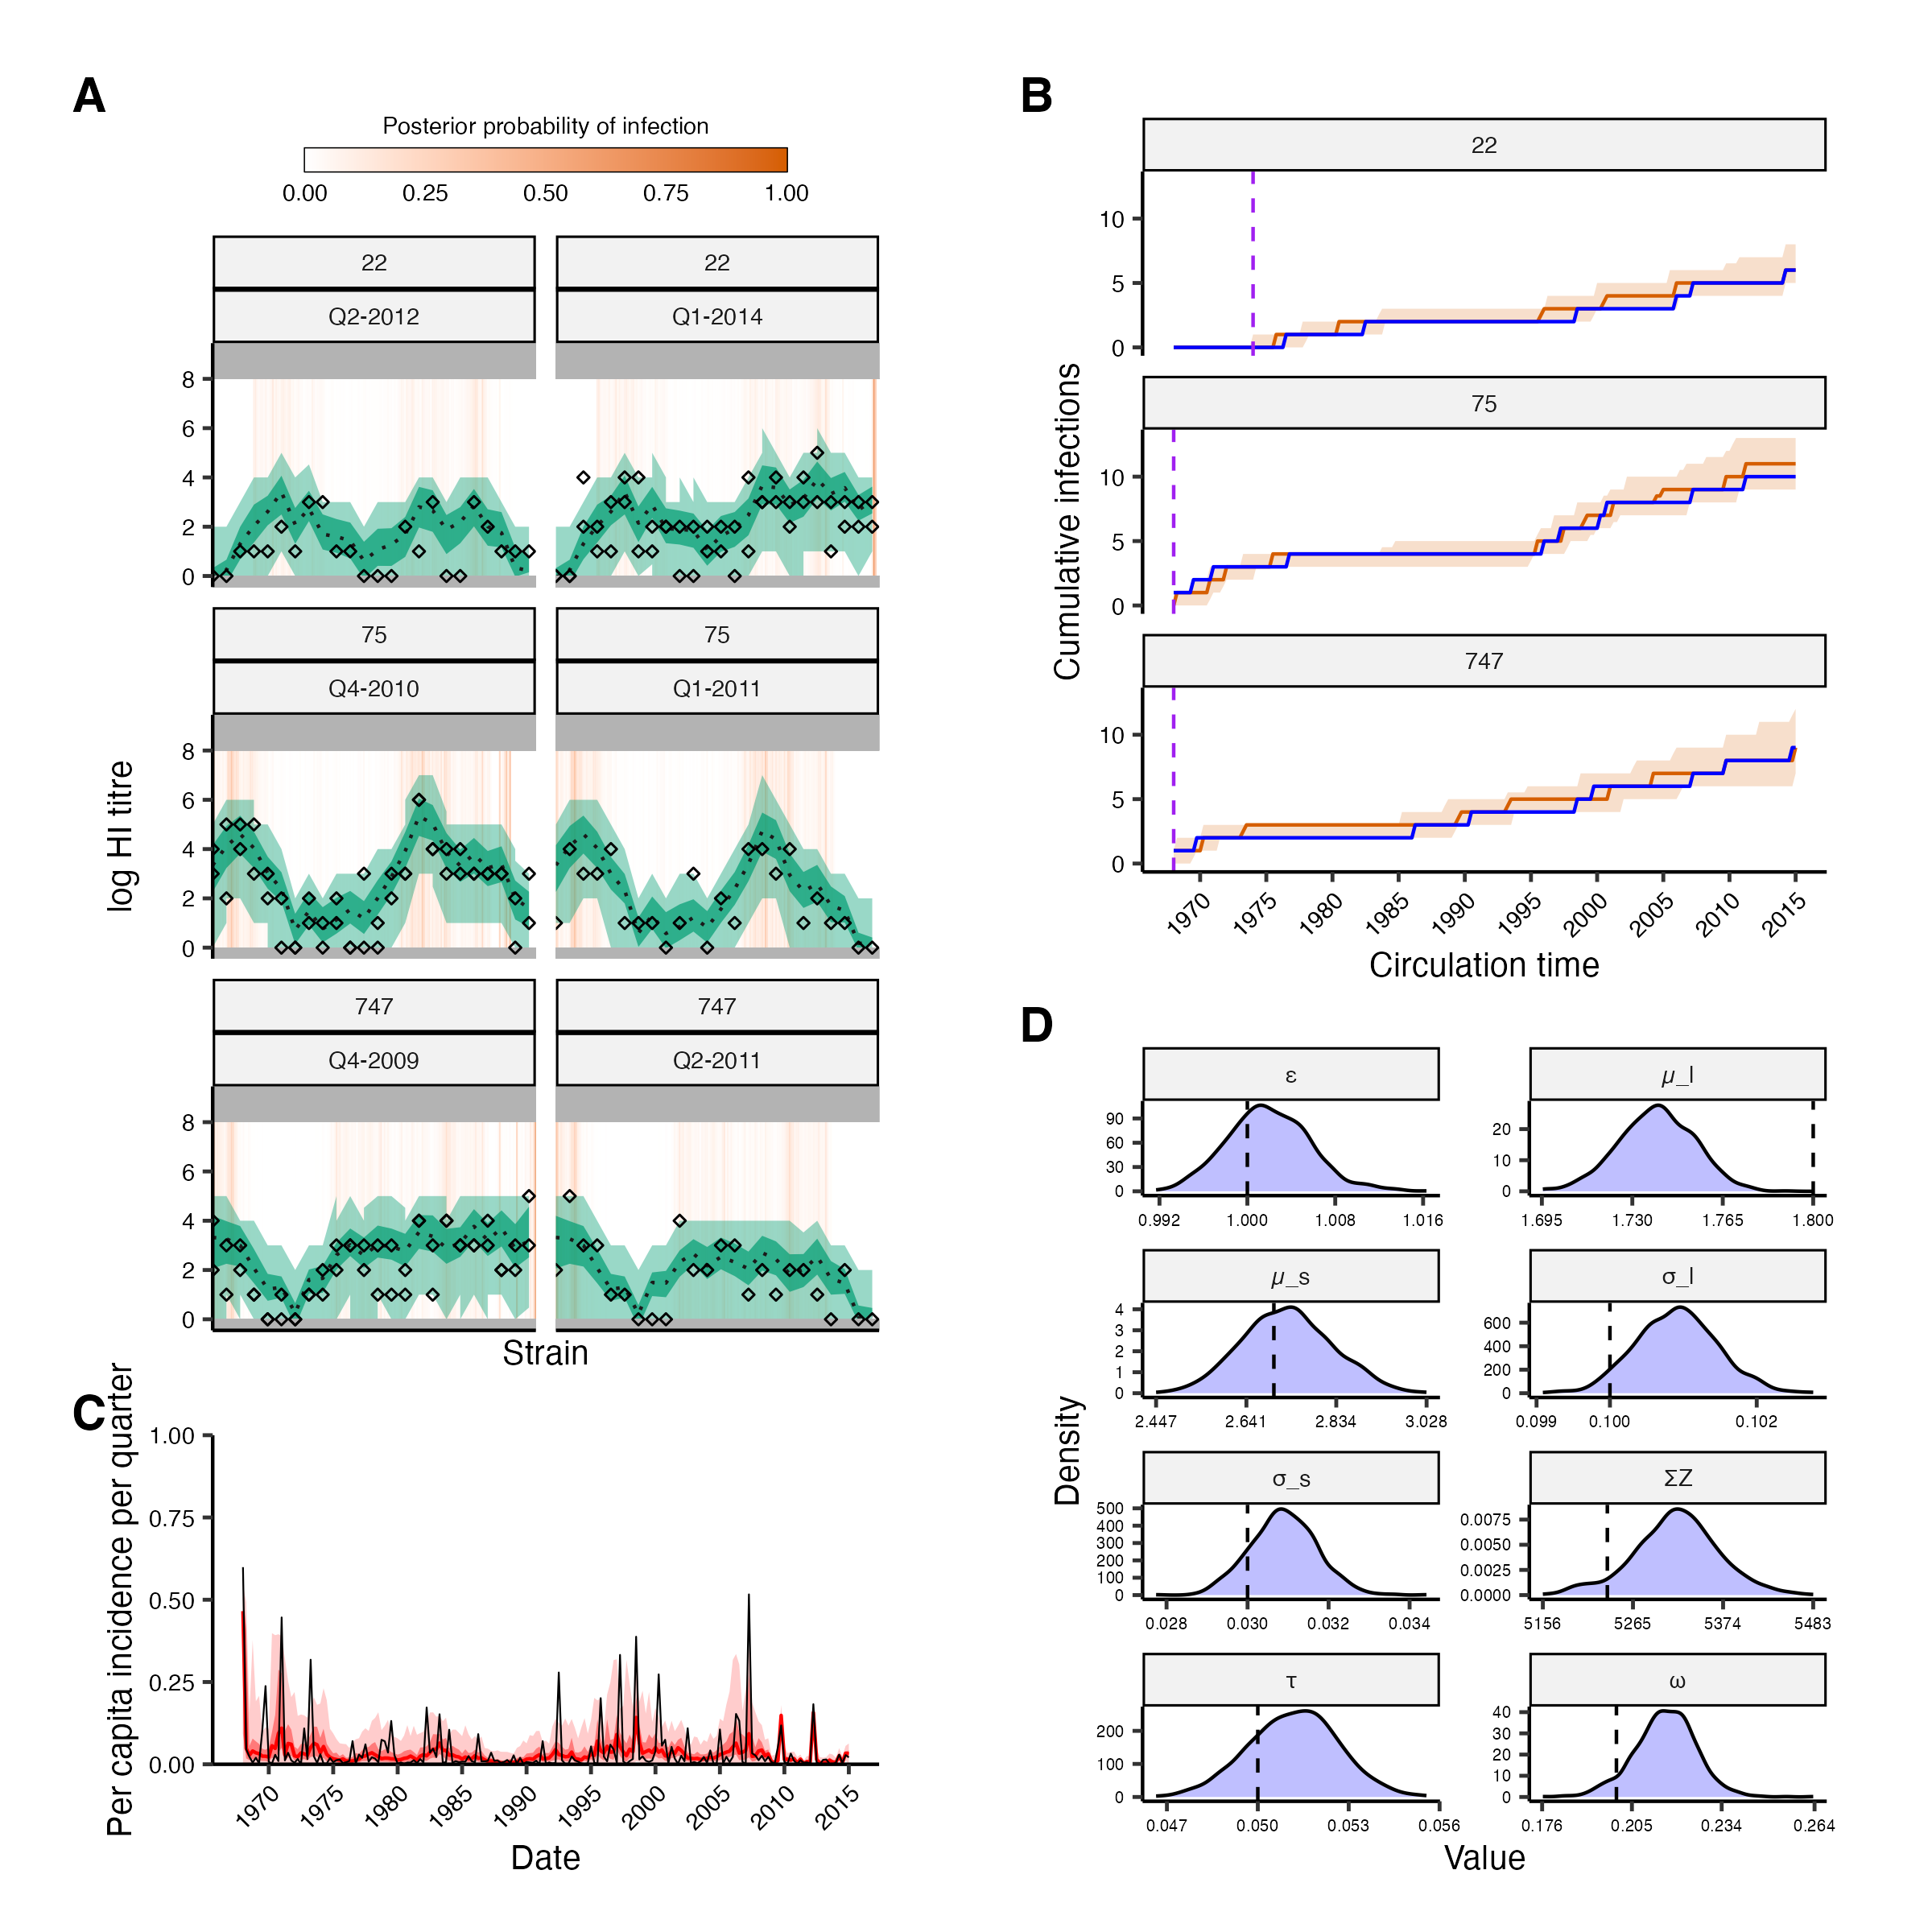 A
Posterior probability of infection
0.00 0.25 0.50 0.75 1.00
22 22
Q2-2012 Q1-2014
8
6
4
2
0
75 75
Q4-2010 Q1-2011
8
6
4
2
0
747 747
Q4-2009 Q2-2011
8
6
4
2
0
log HI titre
Strain
B
22
10
5
0
75
10
5
0
747
10
5
0
Cumulative infections
1970 1975 1980 1985 1990 1995 2000 2005 2010 2015
Circulation time
C
Per capita incidence per quarter
1.00
0.75
0.50
0.25
0.00
1970 1975 1980 1985 1990 1995 2000 2005 2010 2015
Date
D
Density
ε
90
60
30
0
0.992 1.000 1.008 1.016
μ_l
20
10
0
1.695 1.730 1.765 1.800
μ_s
4
3
2
1
0
2.447 2.641 2.834 3.028
σ_l
600
400
200
0
0.099 0.100 0.102
σ_s
500
400
300
200
100
0
0.028 0.030 0.032 0.034
ΣZ
0.0075
0.0050
0.0025
0.0000
5156 5265 5374 5483
τ
200
100
0
0.047 0.050 0.053 0.056
ω
40
30
20
10
0
0.176 0.205 0.234 0.264
Value